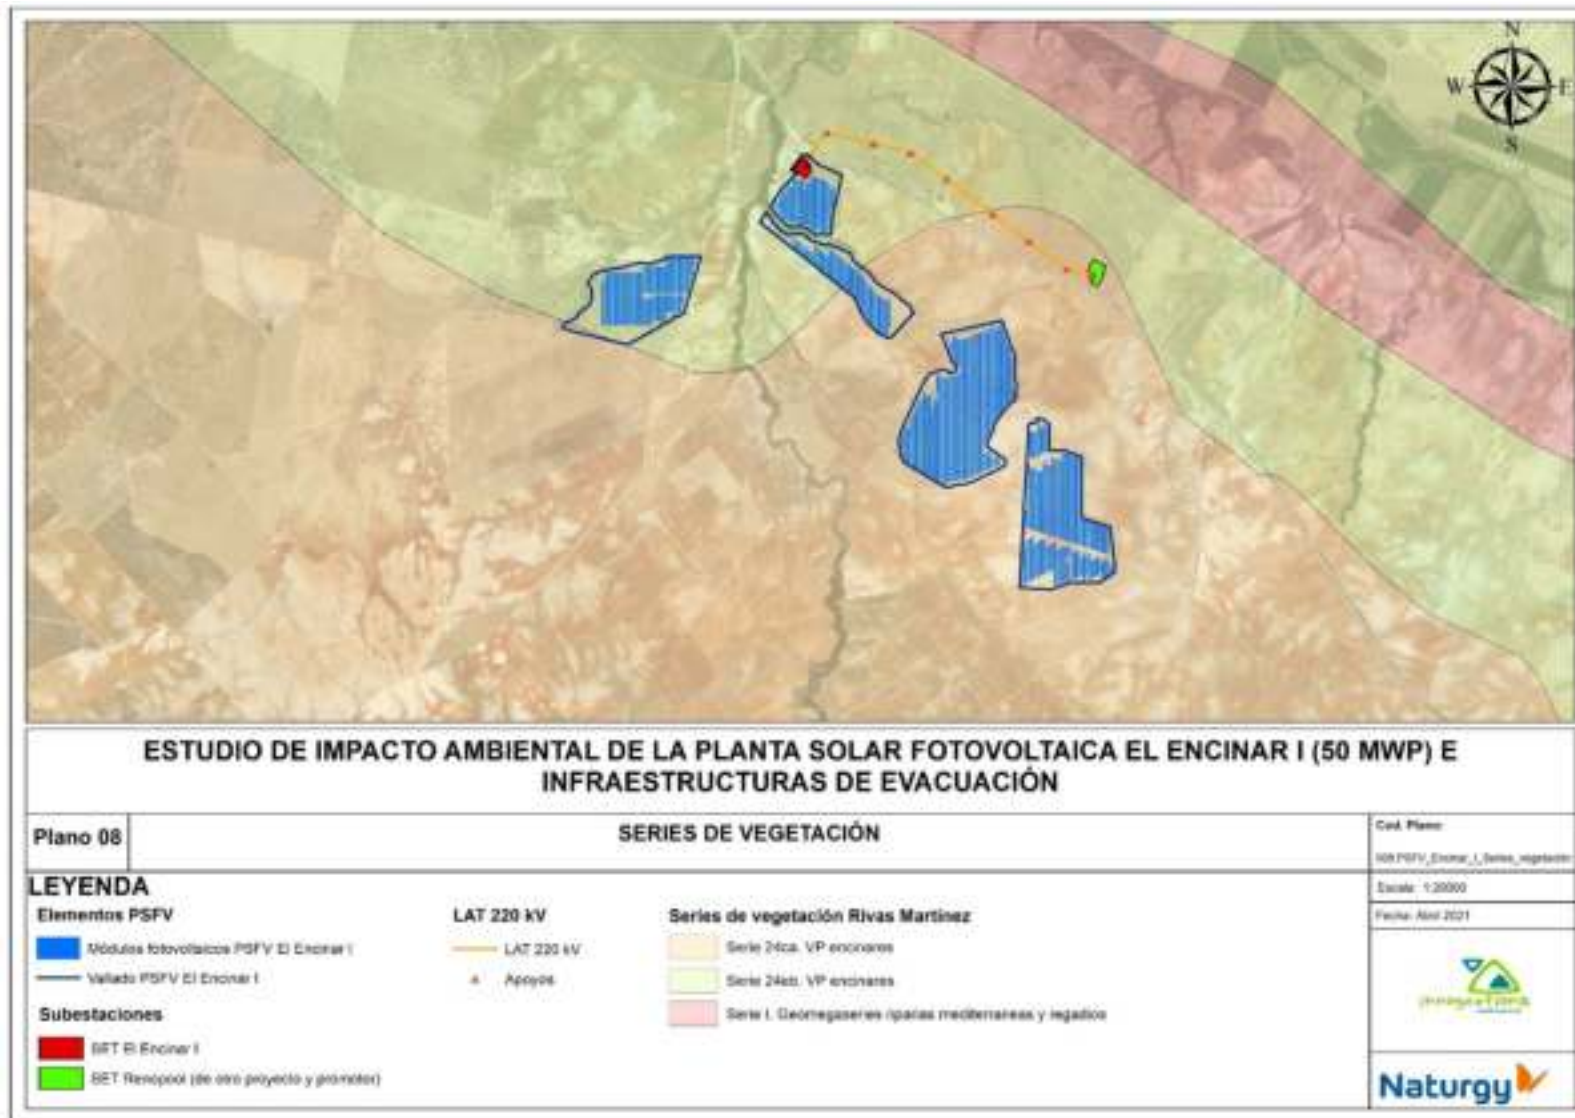 N
W E
S
ESTUDIO DE IMPACTO AMBIENTAL DE LA PLANTA SOLAR FOTOVOLTAICA EL ENCINAR I (50 MWP) E
INFRAESTRUCTURAS DE EVACUACIÓN
Plano 08
SERIES DE VEGETACIÓN
Cod. Plano:
Escala: 1:20000
Fecha: Abril 2021
LEYENDA
Elementos PSFV
Módulos fotovoltaicos PSFV El Encinar I
Vallado PSFV El Encinar I
Subestaciones
SET El Encinar I
SET Renopool (de otro proyecto y promotor)
LAT 220 kV
LAT 220 kV
Apoyos
Series de vegetación Rivas Martínez
Serie 24ca. VP encinares
Serie 24eb. VP encinares
Serie I. Geomegaseries riparias mediterraneas y regadíos
Naturgy